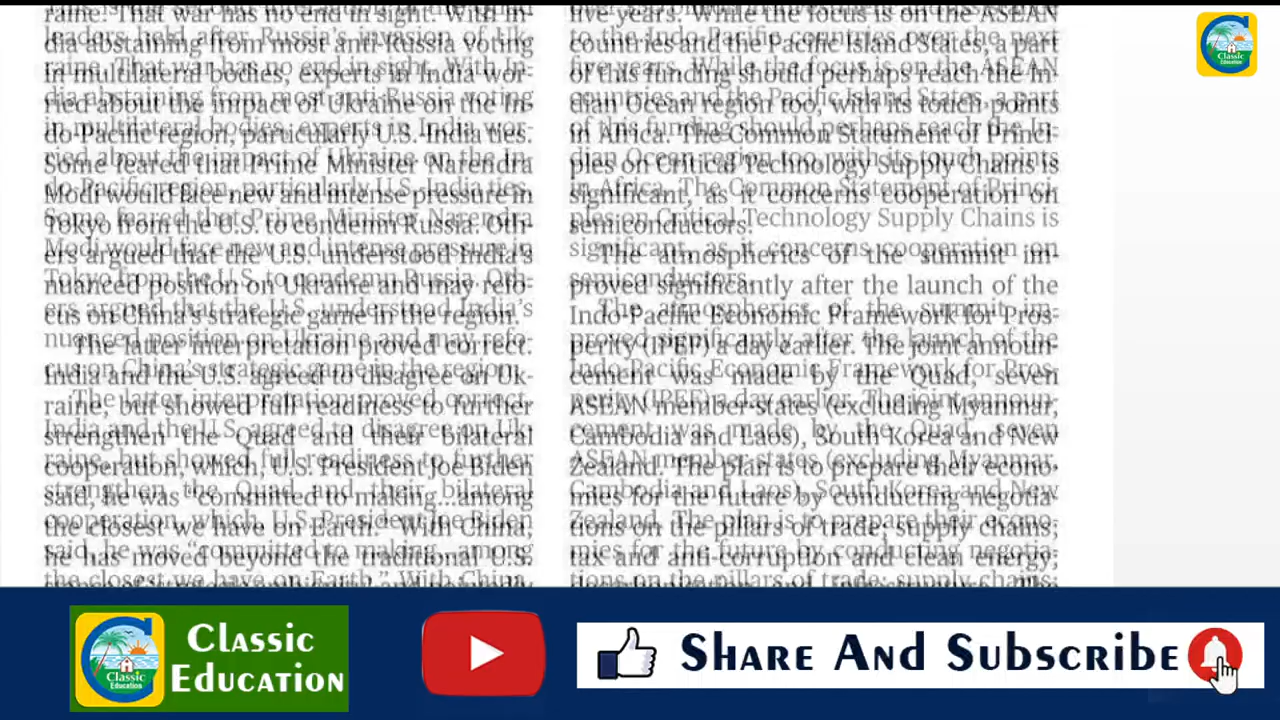 raine. That war has no end in sight. With In-
dia abstaining from most anti-Russia voting
in multilateral bodies, experts in India wor-
ried about the impact of Ukraine on the In-
do-Pacific region, particularly U.S.-India ties.
Some feared that Prime Minister Narendra
Modi would face new and intense pressure in
Tokyo from the U.S. to condemn Russia. Oth-
ers argued that the U.S. understood India's
nuanced position on Ukraine and may refo-
cus on China's strategic game in the region.
The latter interpretation proved correct.
India and the U.S. agreed to disagree on Uk-
raine, but showed full readiness to further
strengthen the Quad and their bilateral
cooperation, which, U.S. President Joe Biden
said, he was “committed to making...among
the closest we have on Earth.” With China,
he has moved beyond the traditional U.S.
five years. While the focus is on the ASEAN
countries and the Pacific Island States, a part
of this funding should perhaps reach the In-
dian Ocean region too, with its touch points
in Africa. The Common Statement of Princi-
ples on Critical Technology Supply Chains is
significant, as it concerns cooperation on
semiconductors.
The atmospherics of the summit im-
proved significantly after the launch of the
Indo-Pacific Economic Framework for Pros-
perity (IPEF) a day earlier. The joint announ-
cement was made by the Quad, seven
ASEAN member-states (excluding Myanmar,
Cambodia and Laos), South Korea and New
Zealand. The plan is to prepare their econo-
mies for the future by conducting negotia-
tions on the pillars of trade; supply chains;
tax and anti-corruption and clean energy,
Classic
Education
Classic
Education
Classic
Education
Share And Subscribe